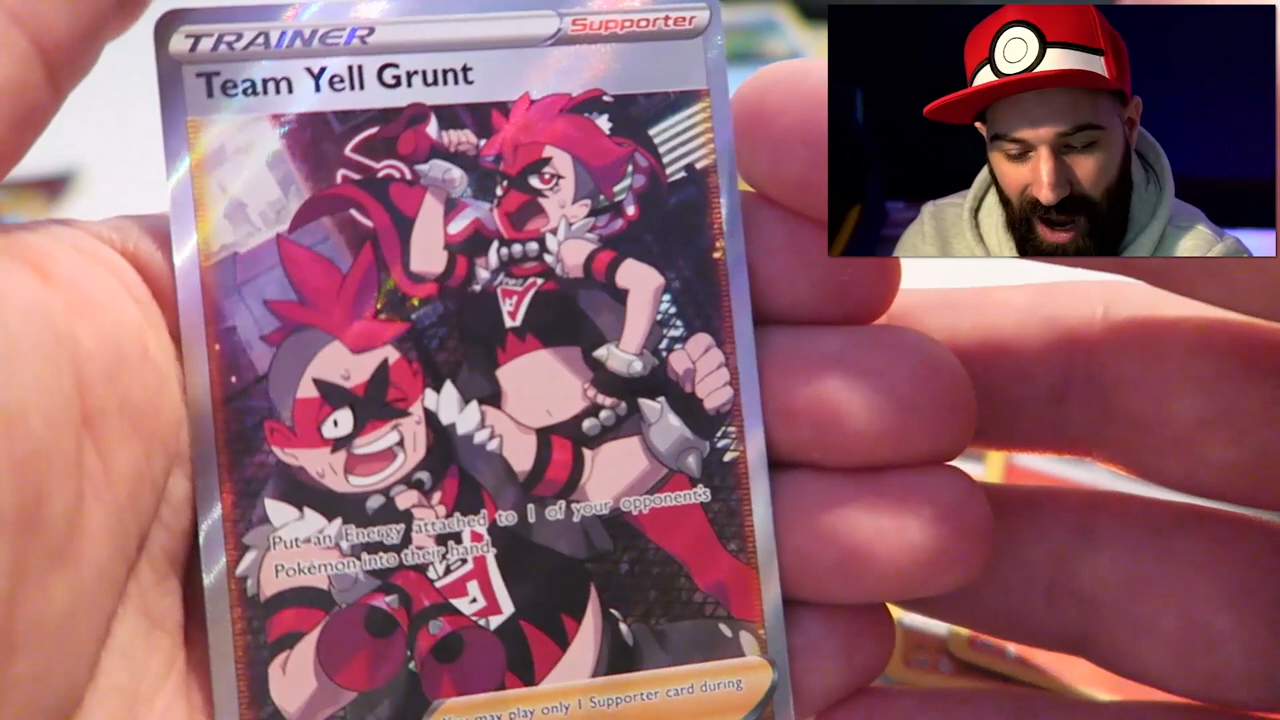 TRAINER
Supporter
Team Yell Grunt
Put an Energy attached to 1 of your opponent's
Pokémon into their hand.
may play only 1 Supporter card during